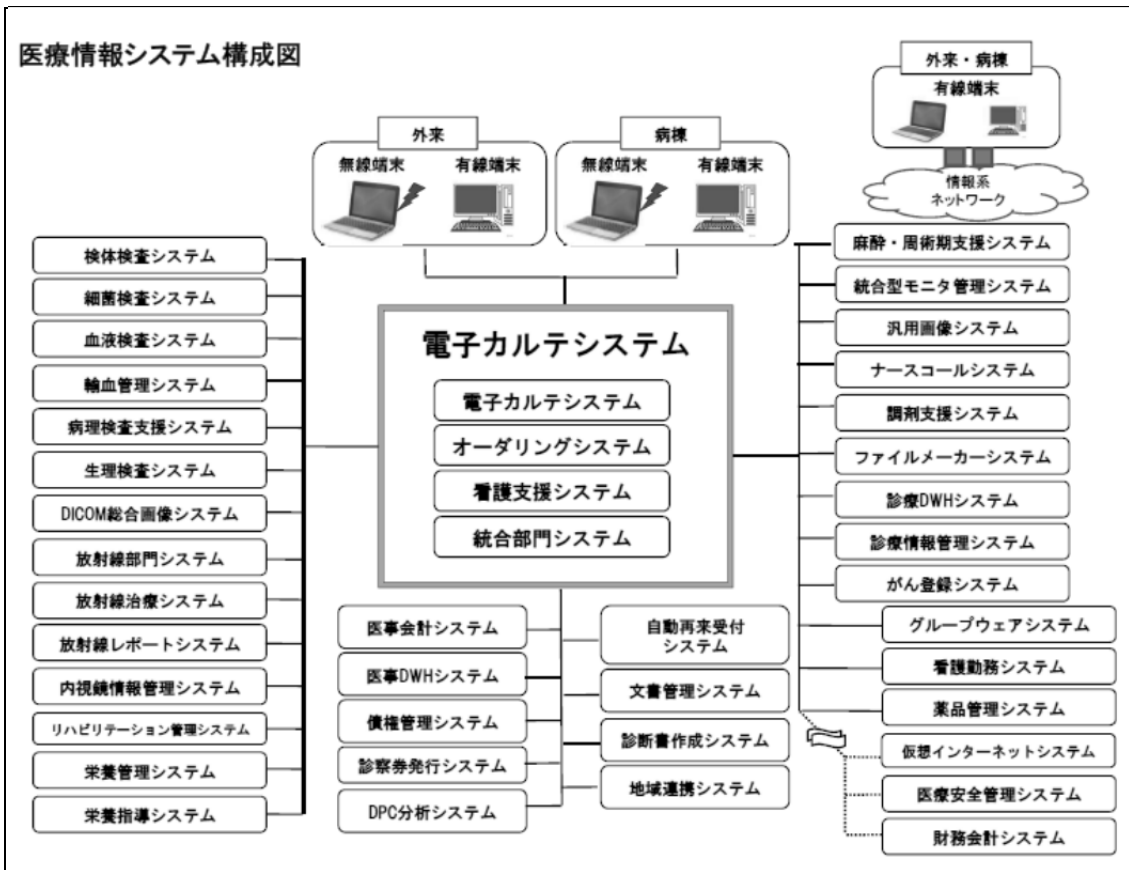 医療情報システム構成図
外来
無線端末
有線端末
病棟
無線端末
有線端末
外来・病棟
有線端末
情報系
ネットワーク
検体検査システム
細菌検査システム
血液検査システム
輸血管理システム
病理検査支援システム
生理検査システム
DICOM総合画像システム
放射線部門システム
放射線治療システム
放射線レポートシステム
内視鏡情報管理システム
リハビリテーション管理システム
栄養管理システム
栄養指導システム
電子カルテシステム
電子カルテシステム
オーダリングシステム
看護支援システム
統合部門システム
医事会計システム
医事DWHシステム
債権管理システム
診察券発行システム
DPC分析システム
自動再来受付
システム
文書管理システム
診断書作成システム
地域連携システム
麻酔・周術期支援システム
統合型モニタ管理システム
汎用画像システム
ナースコールシステム
調剤支援システム
ファイルメーカーシステム
診療DWHシステム
診療情報管理システム
がん登録システム
グループウェアシステム
看護勤務システム
薬品管理システム
仮想インターネットシステム
医療安全管理システム
財務会計システム